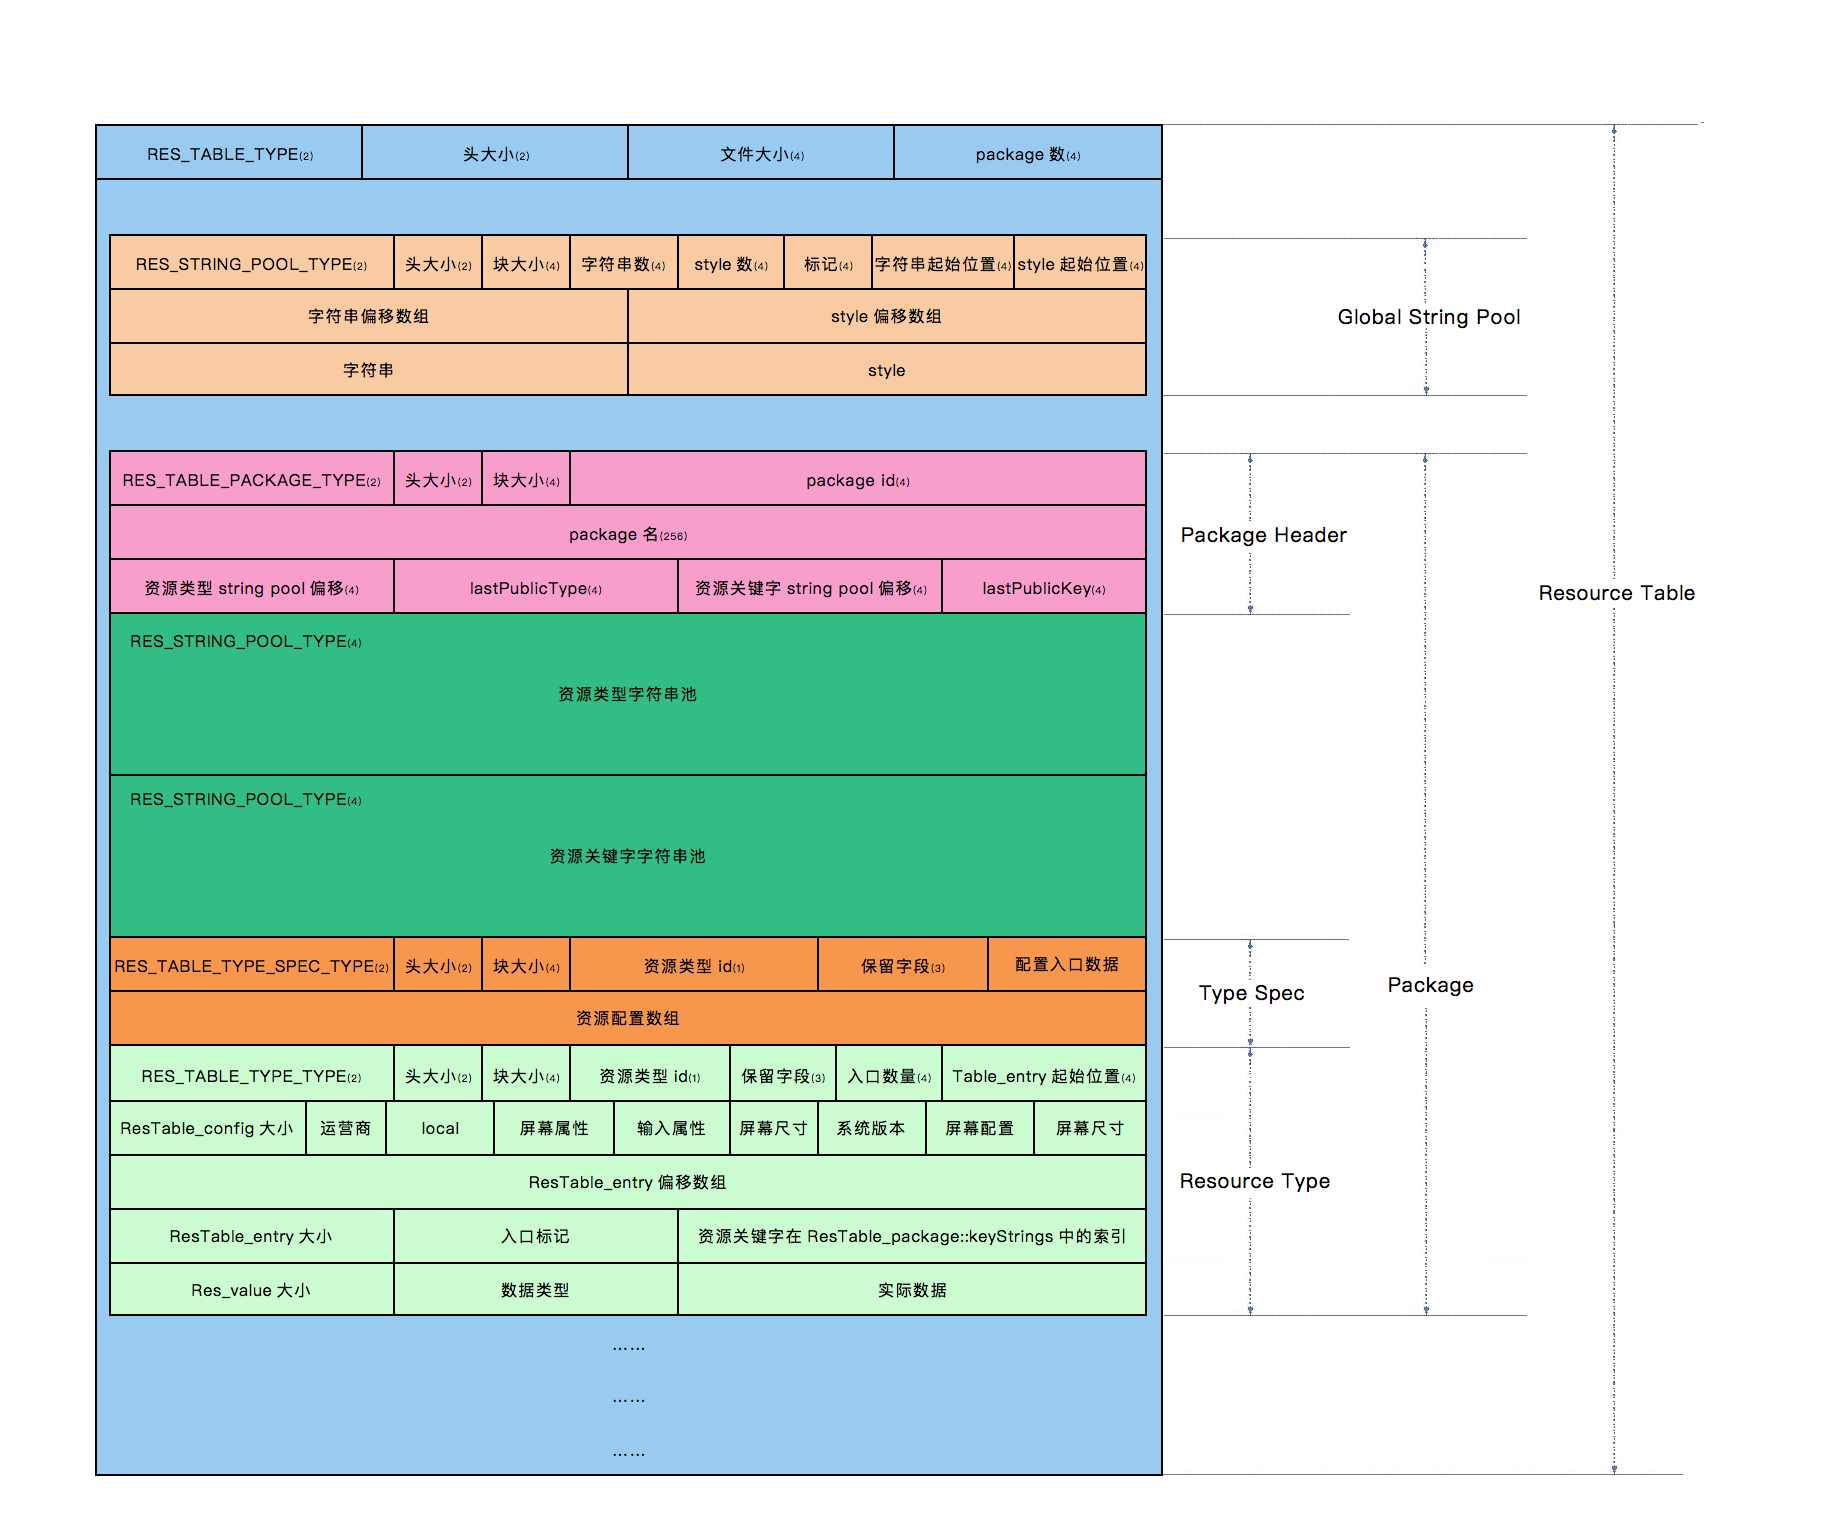 RES_TABLE_TYPE(2) 头大小(2) 文件大小(4) package 数(4)
RES_STRING_POOL_TYPE(2) 头大小(2) 块大小(4) 字符串数(4) style 数(4) 标记(4) 字符串起始位置(4) style 起始位置(4)
字符串偏移数组 style 偏移数组
Global String Pool
字符串 style
RES_TABLE_PACKAGE_TYPE(2) 头大小(2) 块大小(4) package id(4)
package 名(256)
Package Header
资源类型 string pool 偏移(4) lastPublicType(4) 资源关键字 string pool 偏移(4) lastPublicKey(4)
Resource Table
RES_STRING_POOL_TYPE(4)
资源类型字符串池
RES_STRING_POOL_TYPE(4)
资源关键字字符串池
RES_TABLE_TYPE_SPEC_TYPE(2) 头大小(2) 块大小(4) 资源类型 id(1) 保留字段(3) 配置入口数据
Package
Type Spec
资源配置数组
RES_TABLE_TYPE_TYPE(2) 头大小(2) 块大小(4) 资源类型 id(1) 保留字段(3) 入口数量(4) Table_entry 起始位置(4)
ResTable_config 大小 运营商 local 屏幕属性 输入属性 屏幕尺寸 系统版本 屏幕配置 屏幕尺寸
ResTable_entry 偏移数组
Resource Type
ResTable_entry 大小 入口标记 资源关键字在 ResTable_package::keyStrings 中的索引
Res_value 大小 数据类型 实际数据
……
……
……